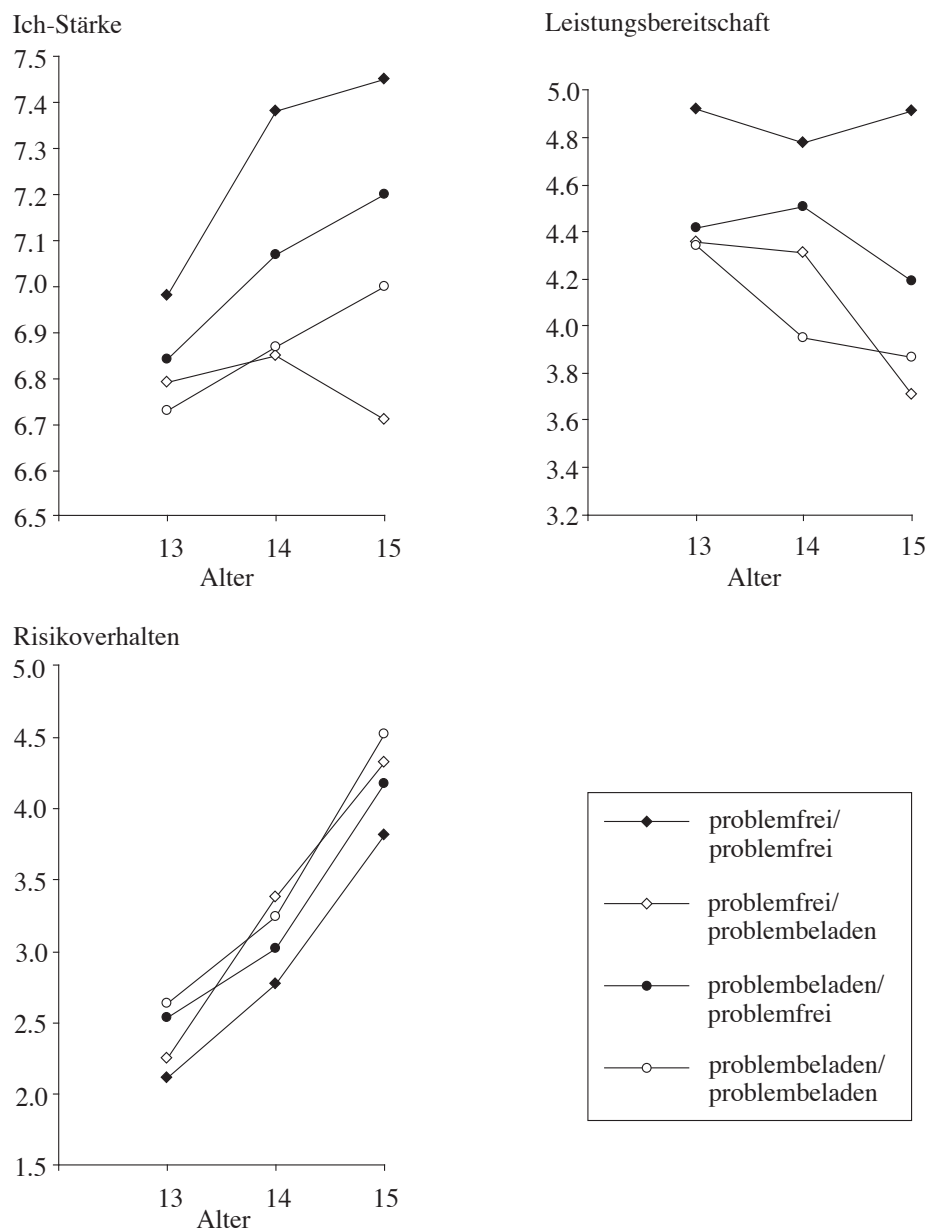 Ich-Stärke
7.5
7.4
7.3
7.2
7.1
7.0
6.9
6.8
6.7
6.6
6.5
13 14 15
Alter
Leistungsbereitschaft
5.0
4.8
4.6
4.4
4.2
4.0
3.8
3.6
3.4
3.2
13 14 15
Alter
Risikoverhalten
5.0
4.5
4.0
3.5
3.0
2.5
2.0
1.5
13 14 15
Alter
problemfrei/
problemfrei
problemfrei/
problembeladen
problembeladen/
problemfrei
problembeladen/
problembeladen